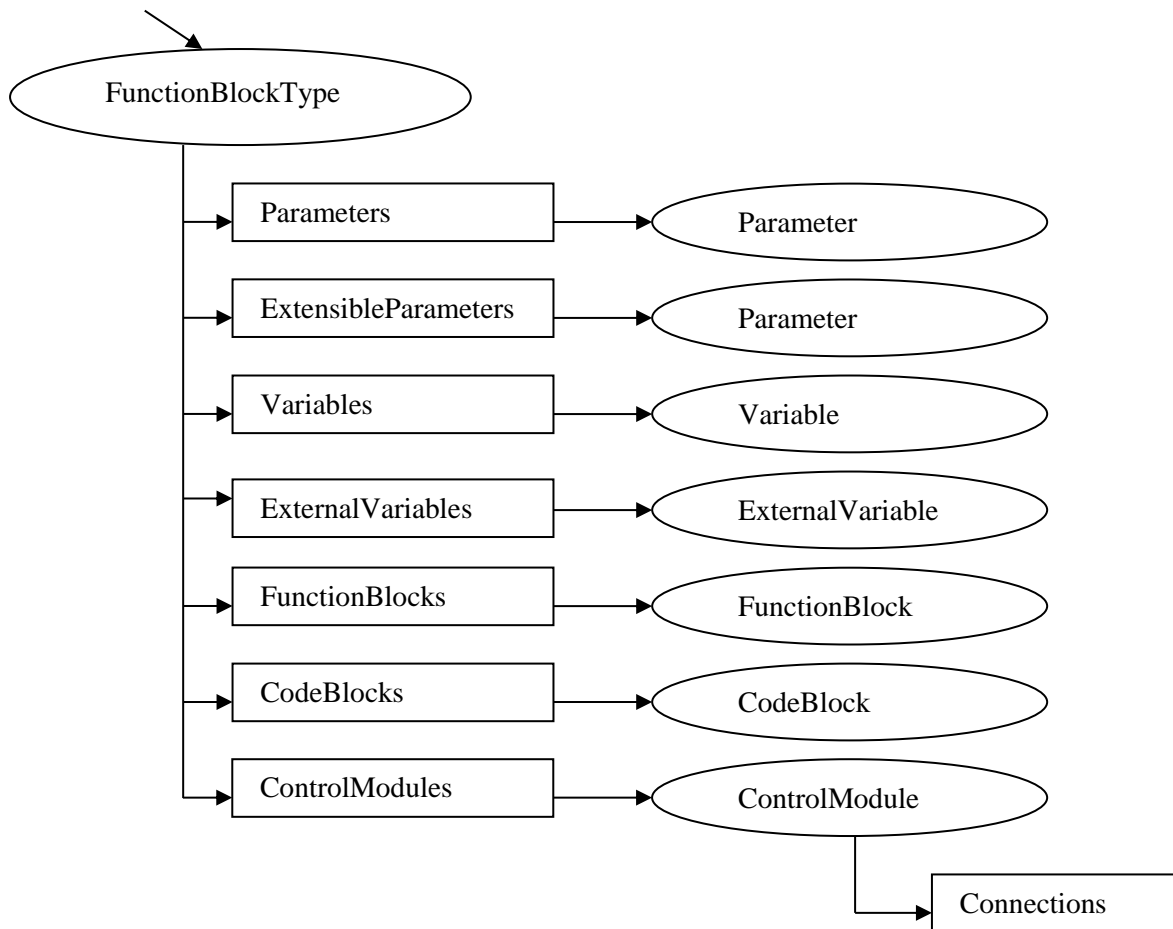 FunctionBlockType
Parameters
Parameter
ExtensibleParameters
Parameter
Variables
Variable
ExternalVariables
ExternalVariable
FunctionBlocks
FunctionBlock
CodeBlocks
CodeBlock
ControlModules
ControlModule
Connections